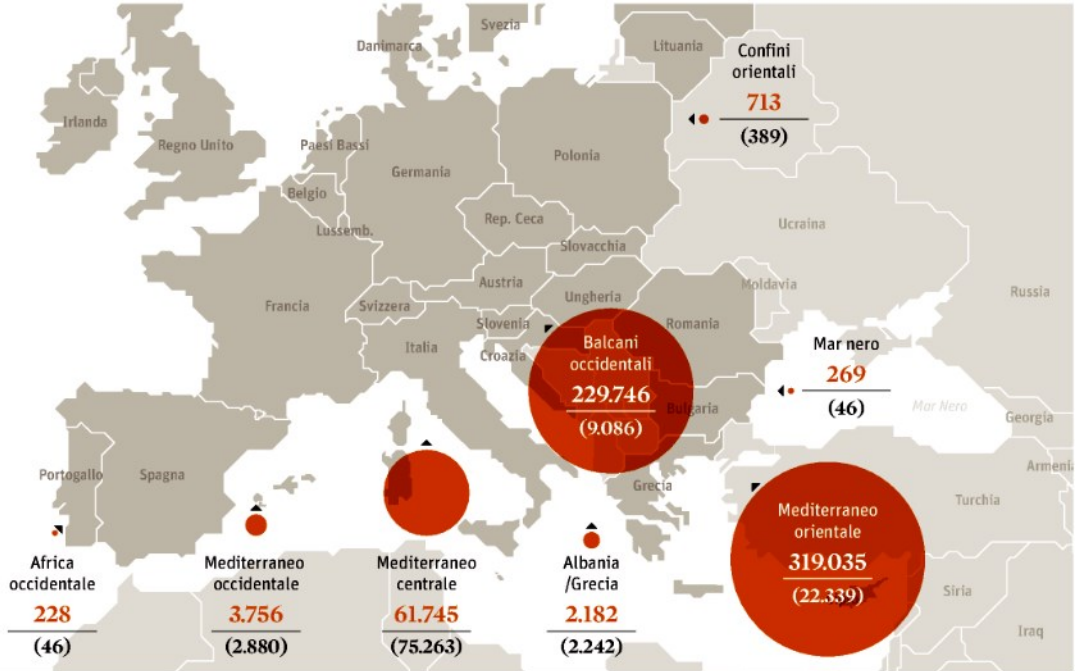 Svezia
Danimarca
Lituania
Confini
orientali
713
(389)
Irlanda
Regno Unito
Paesi Bassi
Germania
Polonia
Belgio
Lussemb.
Rep. Ceca
Slovacchia
Ucraina
Austria
Ungheria
Moldavia
Russia
Francia
Svizzera
Slovenia
Romania
Italia
Croazia
Balcani
occidentali
229.746
(9.086)
Bulgaria
Mar nero
269
(46)
Mar Nero
Georgia
Armenia
Portogallo
Spagna
Grecia
Turchia
Mediterraneo
orientale
319.035
(22.339)
Siria
Iraq
Africa
occidentale
228
(46)
Mediterraneo
occidentale
3.756
(2.880)
Mediterraneo
centrale
61.745
(75.263)
Albania
/Grecia
2.182
(2.242)